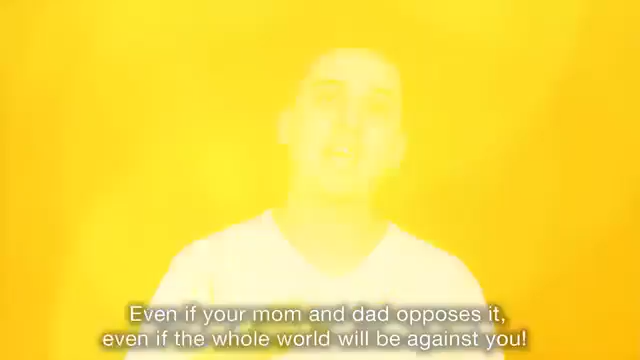 Even if your mom and dad opposes it,
even if the whole world will be against you!